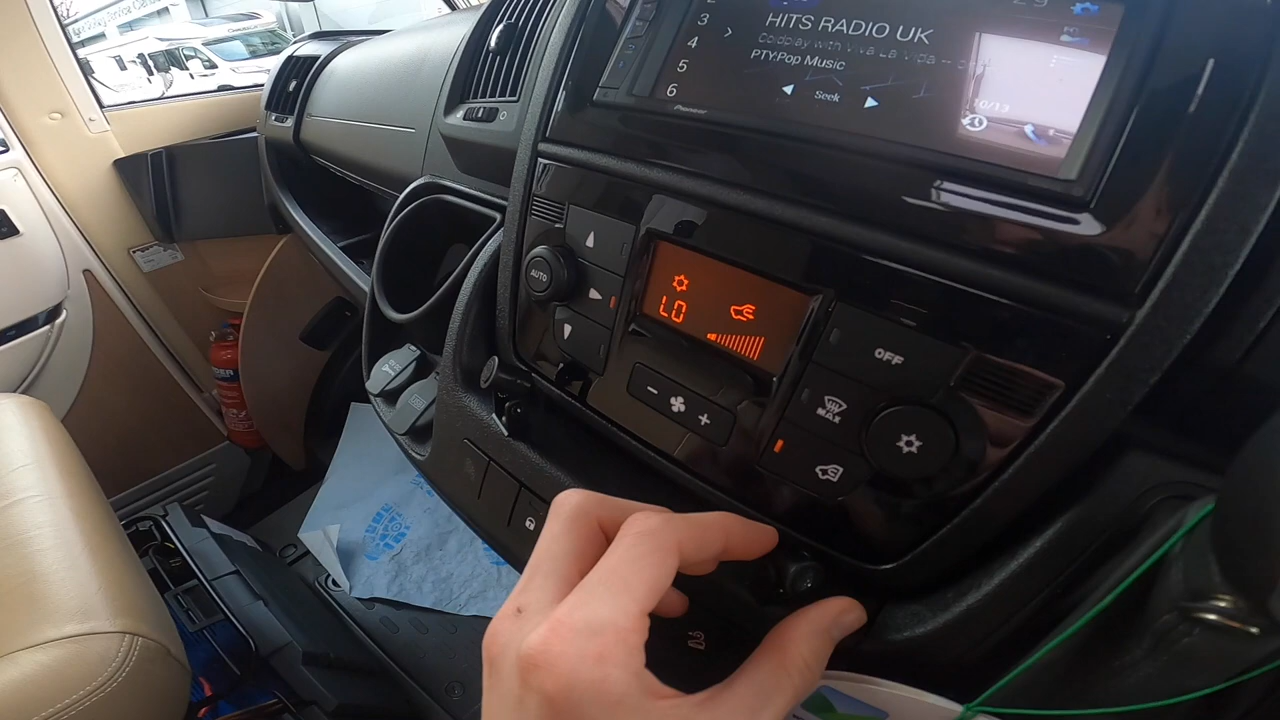 3
4
5
6
HITS RADIO UK
Coldplay with Viva La Vida - 
PTY:Pop Music
Seek
10/13
Pioneer
AUTO
LO
OFF
MAX
- +